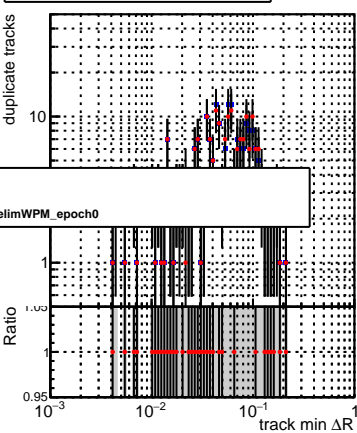 duplicate tracks
10
elimWPM_epoch0
1
1.05
Ratio
1
0.95
10⁻³ 10⁻² 10⁻¹ 1
track min ΔR